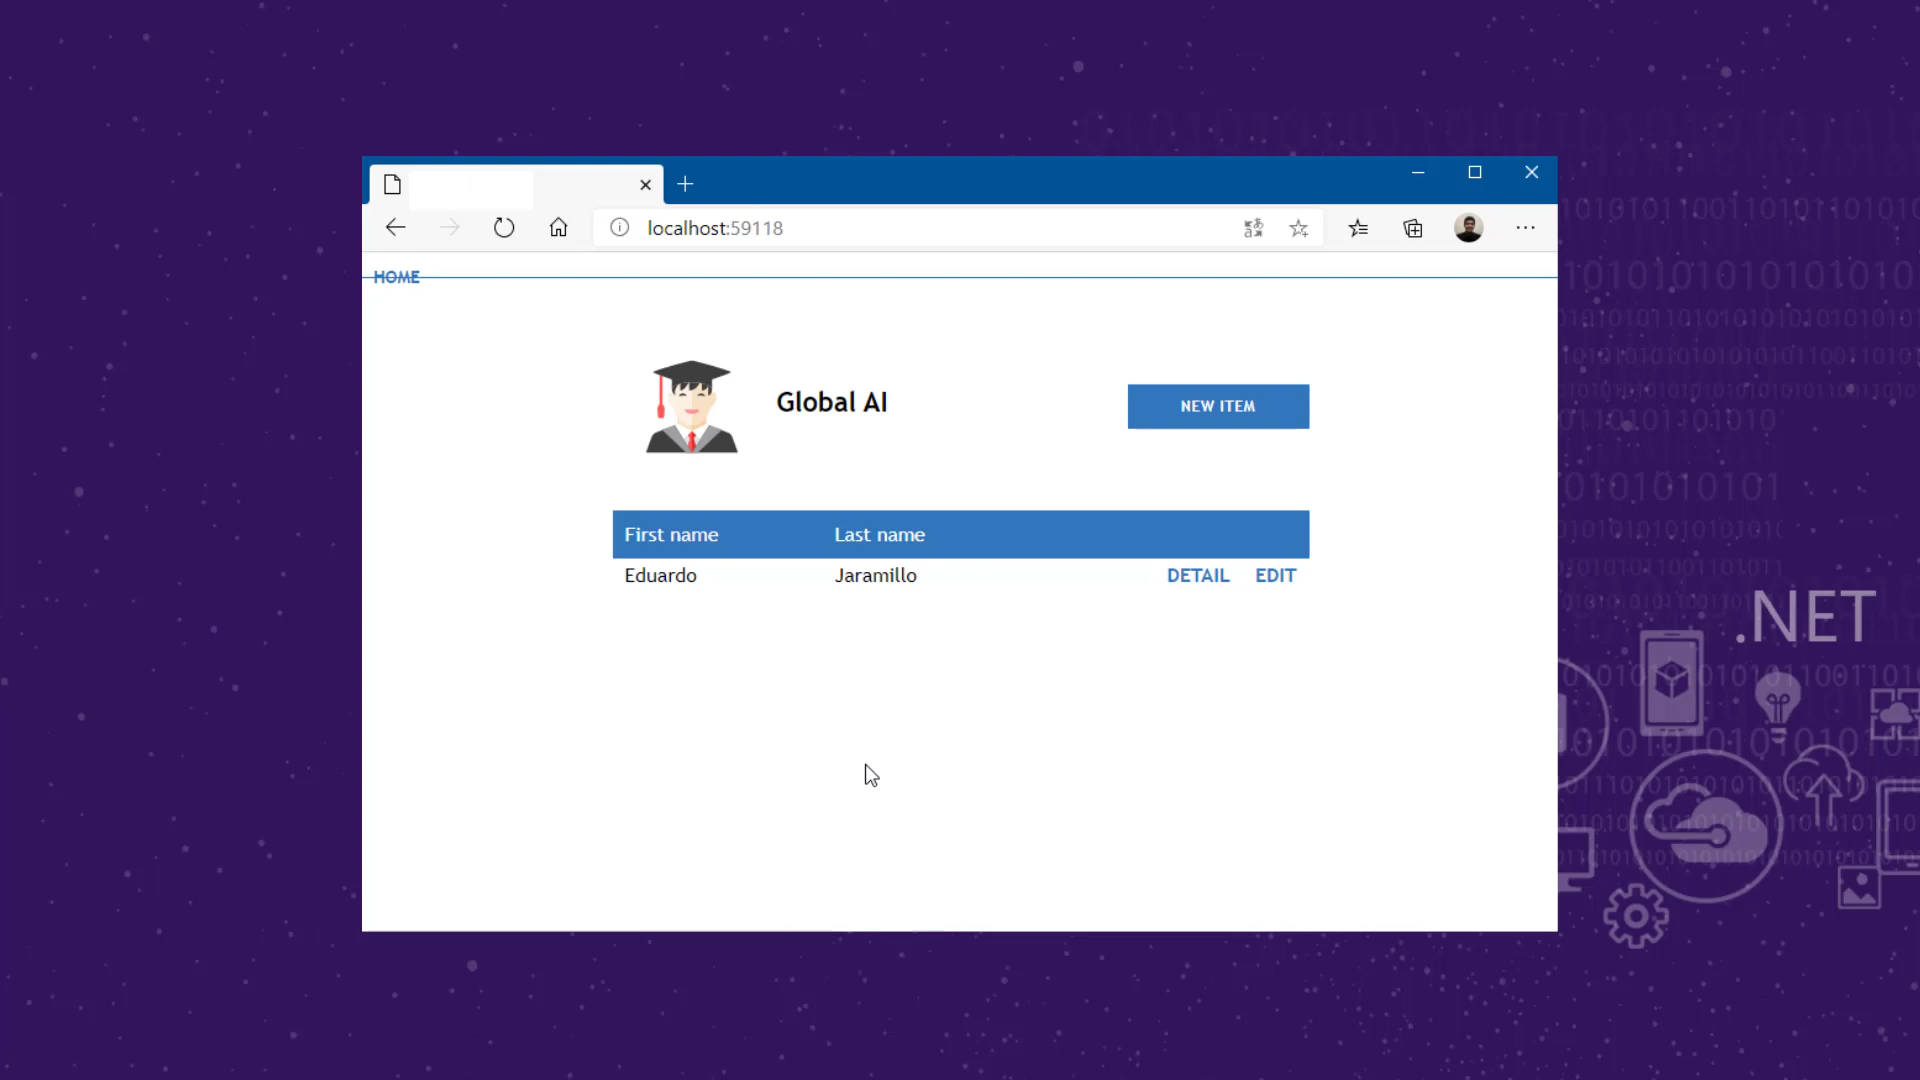 localhost:59118
HOME
Global AI
NEW ITEM
First name Last name
Eduardo Jaramillo DETAIL EDIT
.NET